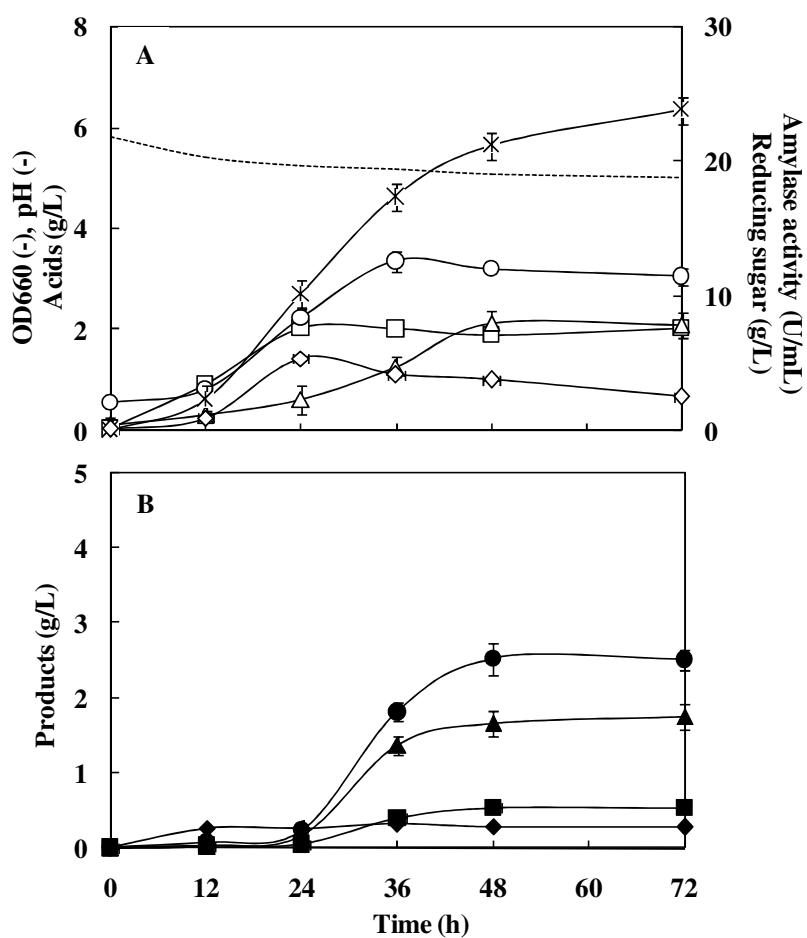 A
8
6
4
2
0
OD660 (-), pH (-)
Acids (g/L)
30
20
10
0
Amylase activity (U/mL)
Reducing sugar (g/L)
B
5
4
3
2
1
0
Products (g/L)
0 12 24 36 48 60 72
Time (h)